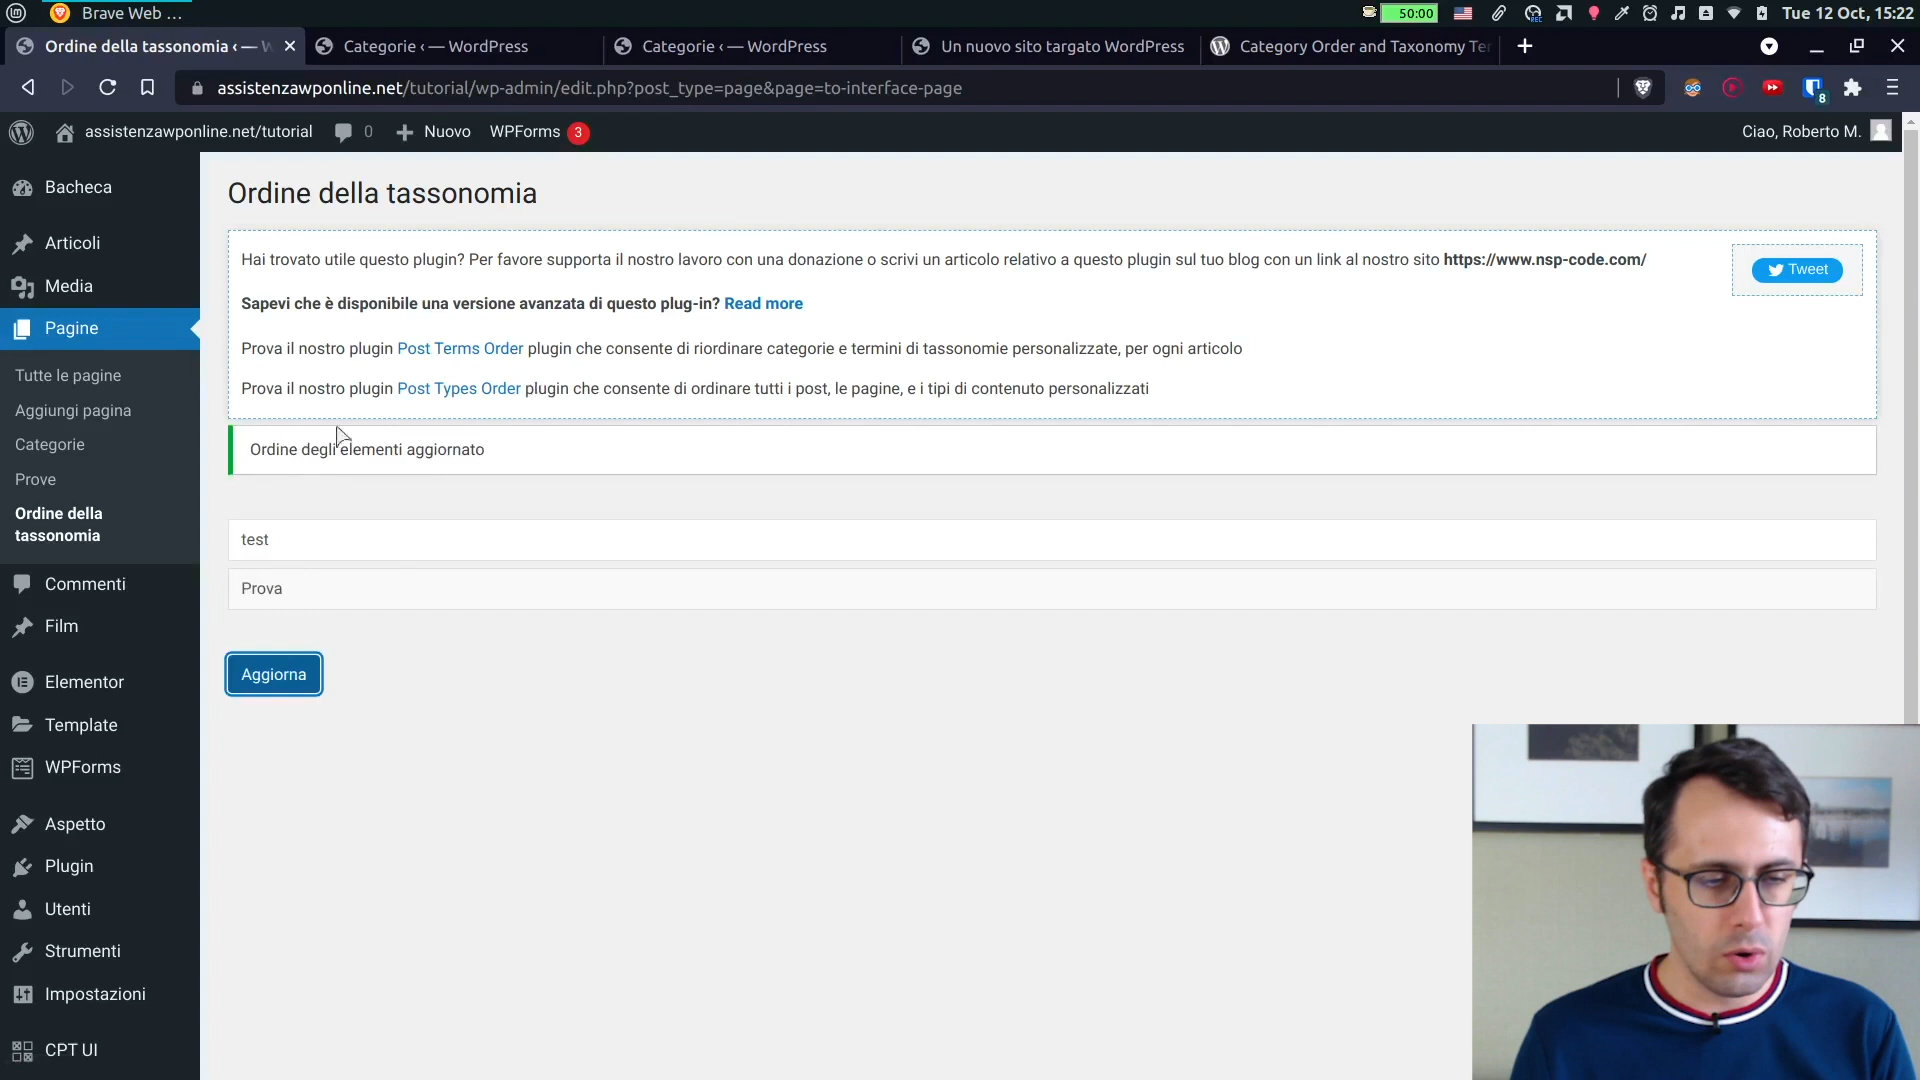 Brave Web ...
50:00
Tue 12 Oct, 15:22
Ordine della tassonomia ‹ — W
Categorie ‹ — WordPress
Categorie ‹ — WordPress
Un nuovo sito targato WordPress
Category Order and Taxonomy Ter
assistenzawponline.net/tutorial/wp-admin/edit.php?post_type=page&page=to-interface-page
8
assistenzawponline.net/tutorial
0
Nuovo
WPForms 3
Ciao, Roberto M.
Bacheca
Articoli
Media
Pagine
Tutte le pagine
Aggiungi pagina
Categorie
Prove
Ordine della
tassonomia
Commenti
Film
Elementor
Template
WPForms
Aspetto
Plugin
Utenti
Strumenti
Impostazioni
CPT UI
Ordine della tassonomia
Hai trovato utile questo plugin? Per favore supporta il nostro lavoro con una donazione o scrivi un articolo relativo a questo plugin sul tuo blog con un link al nostro sito https://www.nsp-code.com/
Tweet
Sapevi che è disponibile una versione avanzata di questo plug-in? Read more
Prova il nostro plugin Post Terms Order plugin che consente di riordinare categorie e termini di tassonomie personalizzate, per ogni articolo
Prova il nostro plugin Post Types Order plugin che consente di ordinare tutti i post, le pagine, e i tipi di contenuto personalizzati
Ordine degli elementi aggiornato
test
Prova
Aggiorna